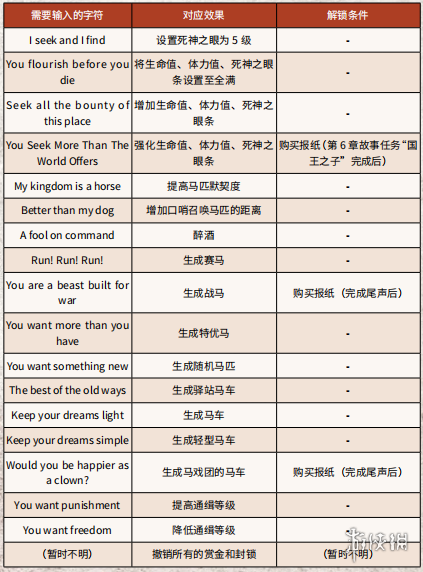 需要输入的字符 对应效果 解锁条件
I seek and I find 设置死神之眼为 5 级 -
You flourish before you 将生命值、体力值、死神之眼 -
die 条设置至全满
Seek all the bounty of 增加生命值、体力值、死神之 -
this place 眼条
You Seek More Than The 强化生命值、体力值、死神之 购买报纸（第 6 章故事任务“国
World Offers 眼条 王之子” 完成后）
My kingdom is a horse 提高马匹默契度 -
Better than my dog 增加口哨召唤马匹的距离 -
A fool on command 醉酒 -
Run! Run! Run! 生成赛马 -
You are a beast built for 生成战马 购买报纸（完成尾声后）
war
You want more than you 生成特优马 -
have
You want something new 生成随机马匹 -
The best of the old ways 生成驿站马车 -
Keep your dreams light 生成马车 -
Keep your dreams simple 生成轻型马车 -
Would you be happier as 生成马戏团的马车 购买报纸（完成尾声后）
a clown?
You want punishment 提高通缉等级 -
You want freedom 降低通缉等级 -
（暂时不明） 撤销所有的赏金和封锁 （暂时不明）
游侠网